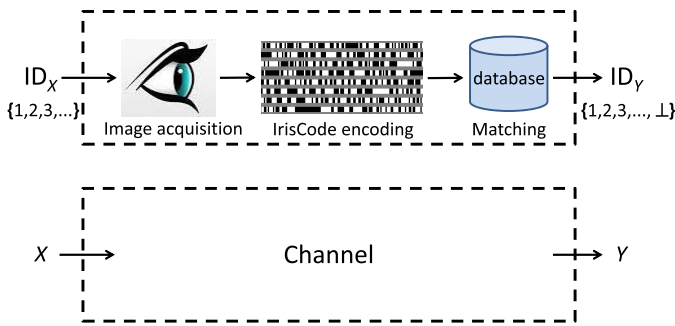 ID_X
database
ID_Y
{1,2,3,...}
{1,2,3,..., ⊥}
Image acquisition
IrisCode encoding
Matching
X
Channel
Y